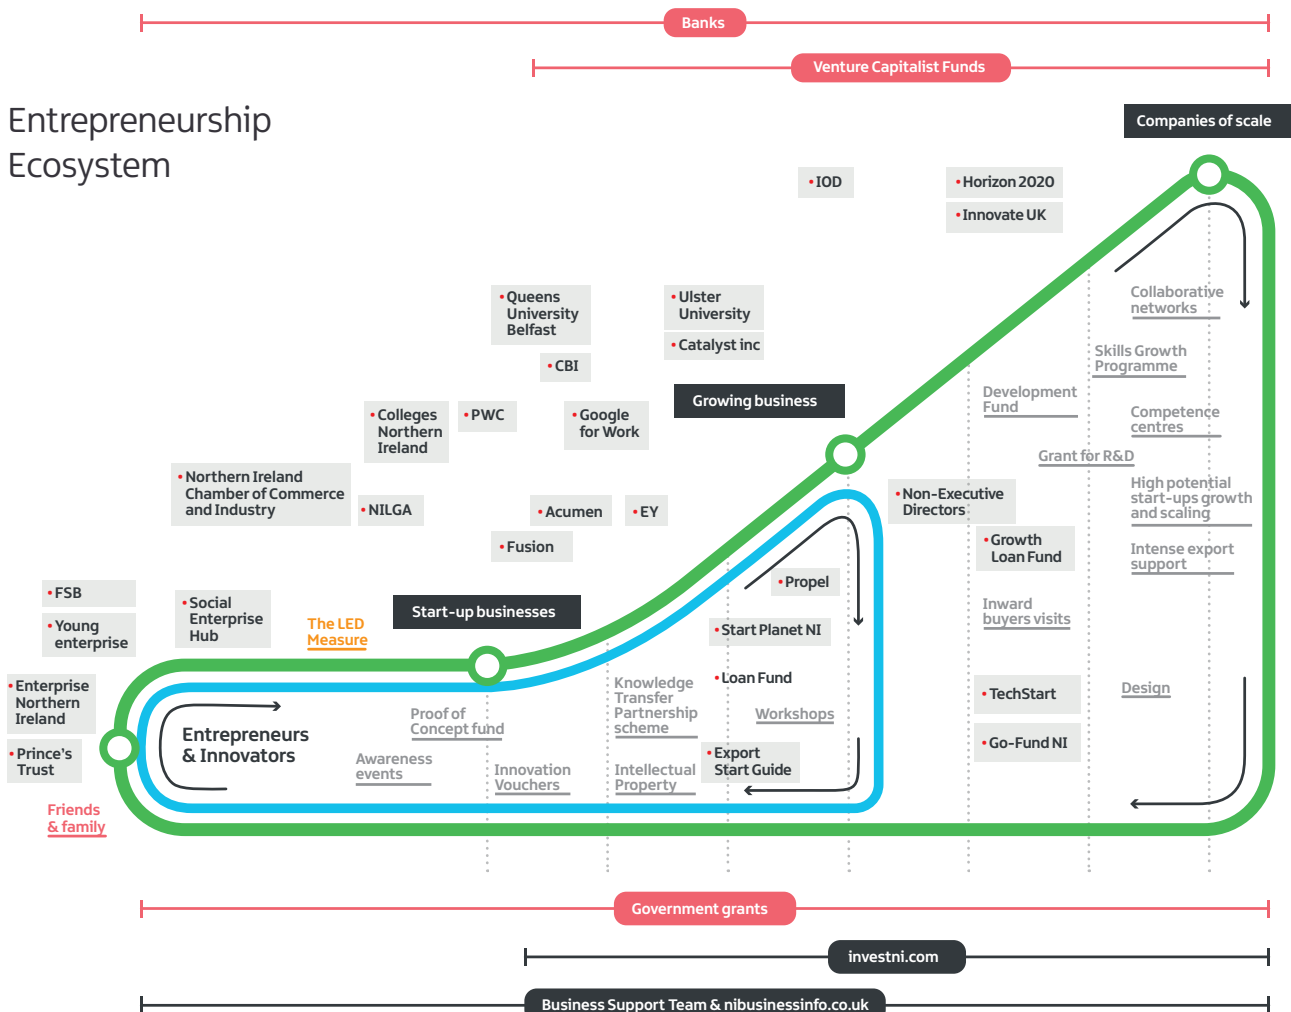 Banks
Venture Capitalist Funds
Entrepreneurship
Ecosystem
Companies of scale
• IOD
• Horizon 2020
• Innovate UK
• Queens
University
Belfast
• Ulster
University
• Catalyst inc
• CBI
Growing business
• Colleges
Northern
Ireland
• PWC
• Google
for Work
• Northern Ireland
Chamber of Commerce
and Industry
• NILGA
• Acumen
• EY
• Fusion
Collaborative
networks
Skills Growth
Programme
Development
Fund
Competence
centres
Grant for R&D
High potential
start-ups growth
and scaling
Intense export
support
• Non-Executive
Directors
• Growth
Loan Fund
Inward
buyers visits
• FSB
• Young
enterprise
• Social
Enterprise
Hub
The LED
Measure
Start-up businesses
• Propel
• Start Planet NI
• Loan Fund
• Enterprise
Northern
Ireland
• Prince's
Trust
Friends
& family
Entrepreneurs
& Innovators
Proof of
Concept fund
Awareness
events
Innovation
Vouchers
Knowledge
Transfer
Partnership
scheme
Intellectual
Property
Workshops
• Export
Start Guide
• TechStart
• Go-Fund NI
Design
Government grants
investni.com
Business Support Team & nibusinessinfo.co.uk